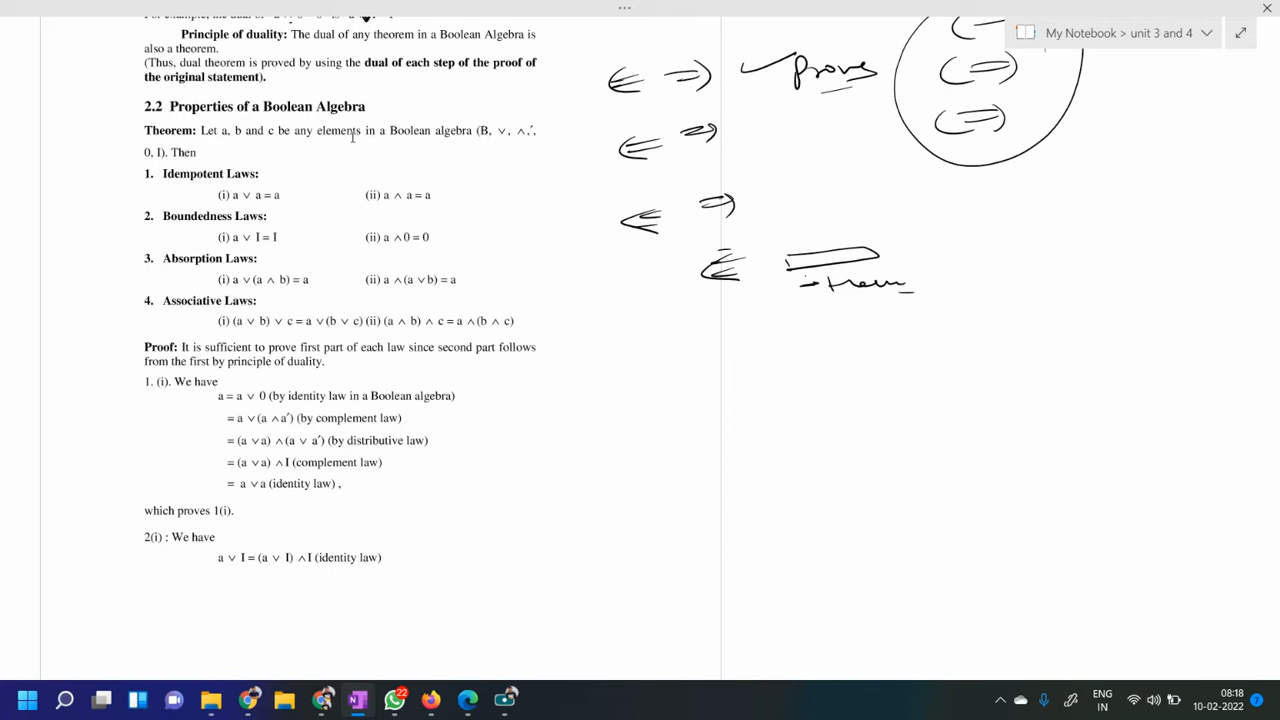 Principle of duality: The dual of any theorem in a Boolean Algebra is
also a theorem.
(Thus, dual theorem is proved by using the dual of each step of the proof of
the original statement).
2.2 Properties of a Boolean Algebra
Theorem: Let a, b and c be any elements in a Boolean algebra (B, ∨, ∧,′,
0, I). Then
1. Idempotent Laws:
(i) a ∨ a = a (ii) a ∧ a = a
2. Boundedness Laws:
(i) a ∨ I = I (ii) a ∧0 = 0
3. Absorption Laws:
(i) a ∨(a ∧ b) = a (ii) a ∧(a ∨b) = a
4. Associative Laws:
(i) (a ∨ b) ∨ c = a ∨(b ∨ c) (ii) (a ∧ b) ∧ c = a ∧(b ∧ c)
Proof: It is sufficient to prove first part of each law since second part follows
from the first by principle of duality.
1. (i). We have
a = a ∨ 0 (by identity law in a Boolean algebra)
= a ∨(a ∧a′) (by complement law)
= (a ∨a) ∧(a ∨ a′) (by distributive law)
= (a ∨a) ∧I (complement law)
= a ∨a (identity law) ,
which proves 1(i).
2(i) : We have
a ∨ I = (a ∨ I) ∧I (identity law)
My Notebook > unit 3 and 4
prove
⇐ ⇒
⇐ ⇒
⇐ ⇒
(⇒)
(⇒)
22
ENG
IN
08:18
10-02-2022
7